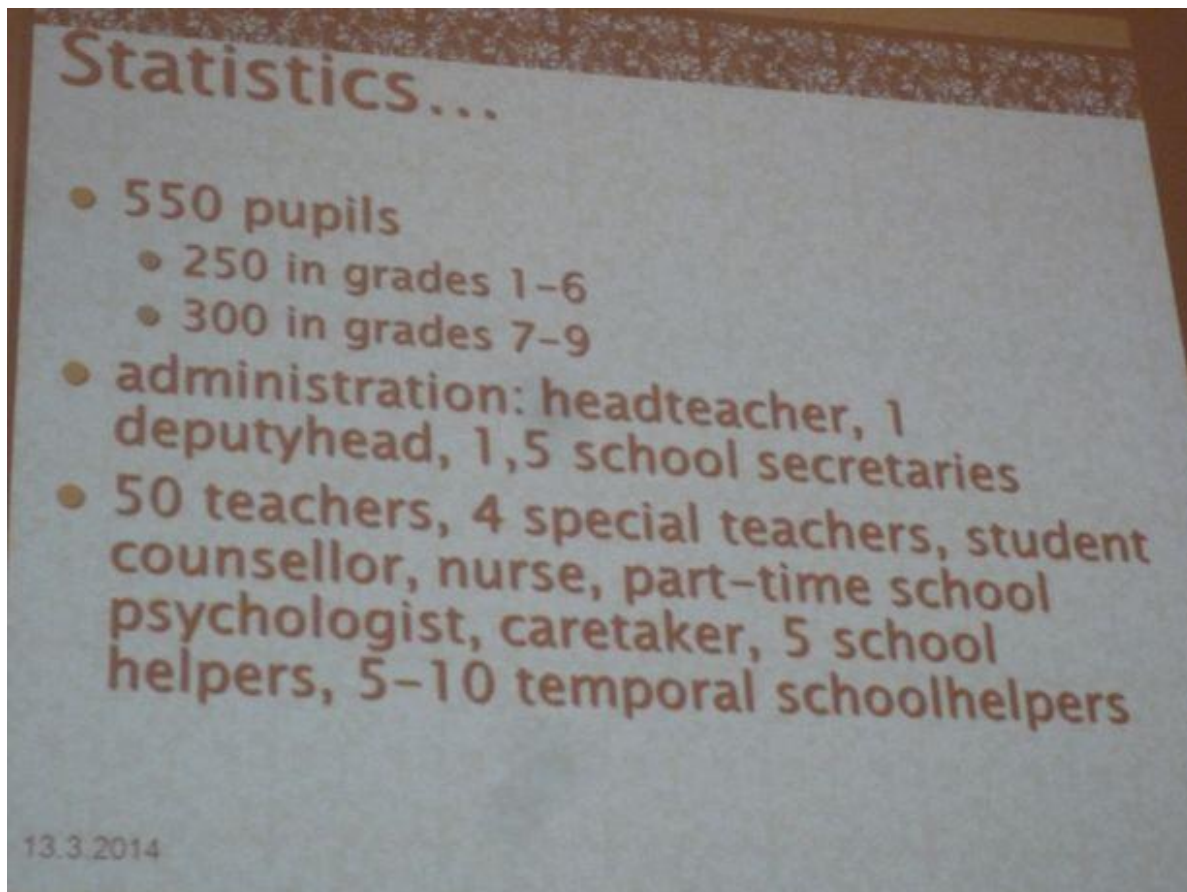 Statistics...
• 550 pupils
• 250 in grades 1-6
• 300 in grades 7-9
• administration: headteacher, 1
deputyhead, 1,5 school secretaries
• 50 teachers, 4 special teachers, student
counsellor, nurse, part-time school
psychologist, caretaker, 5 school
helpers, 5-10 temporal schoolhelpers
13.3.2014